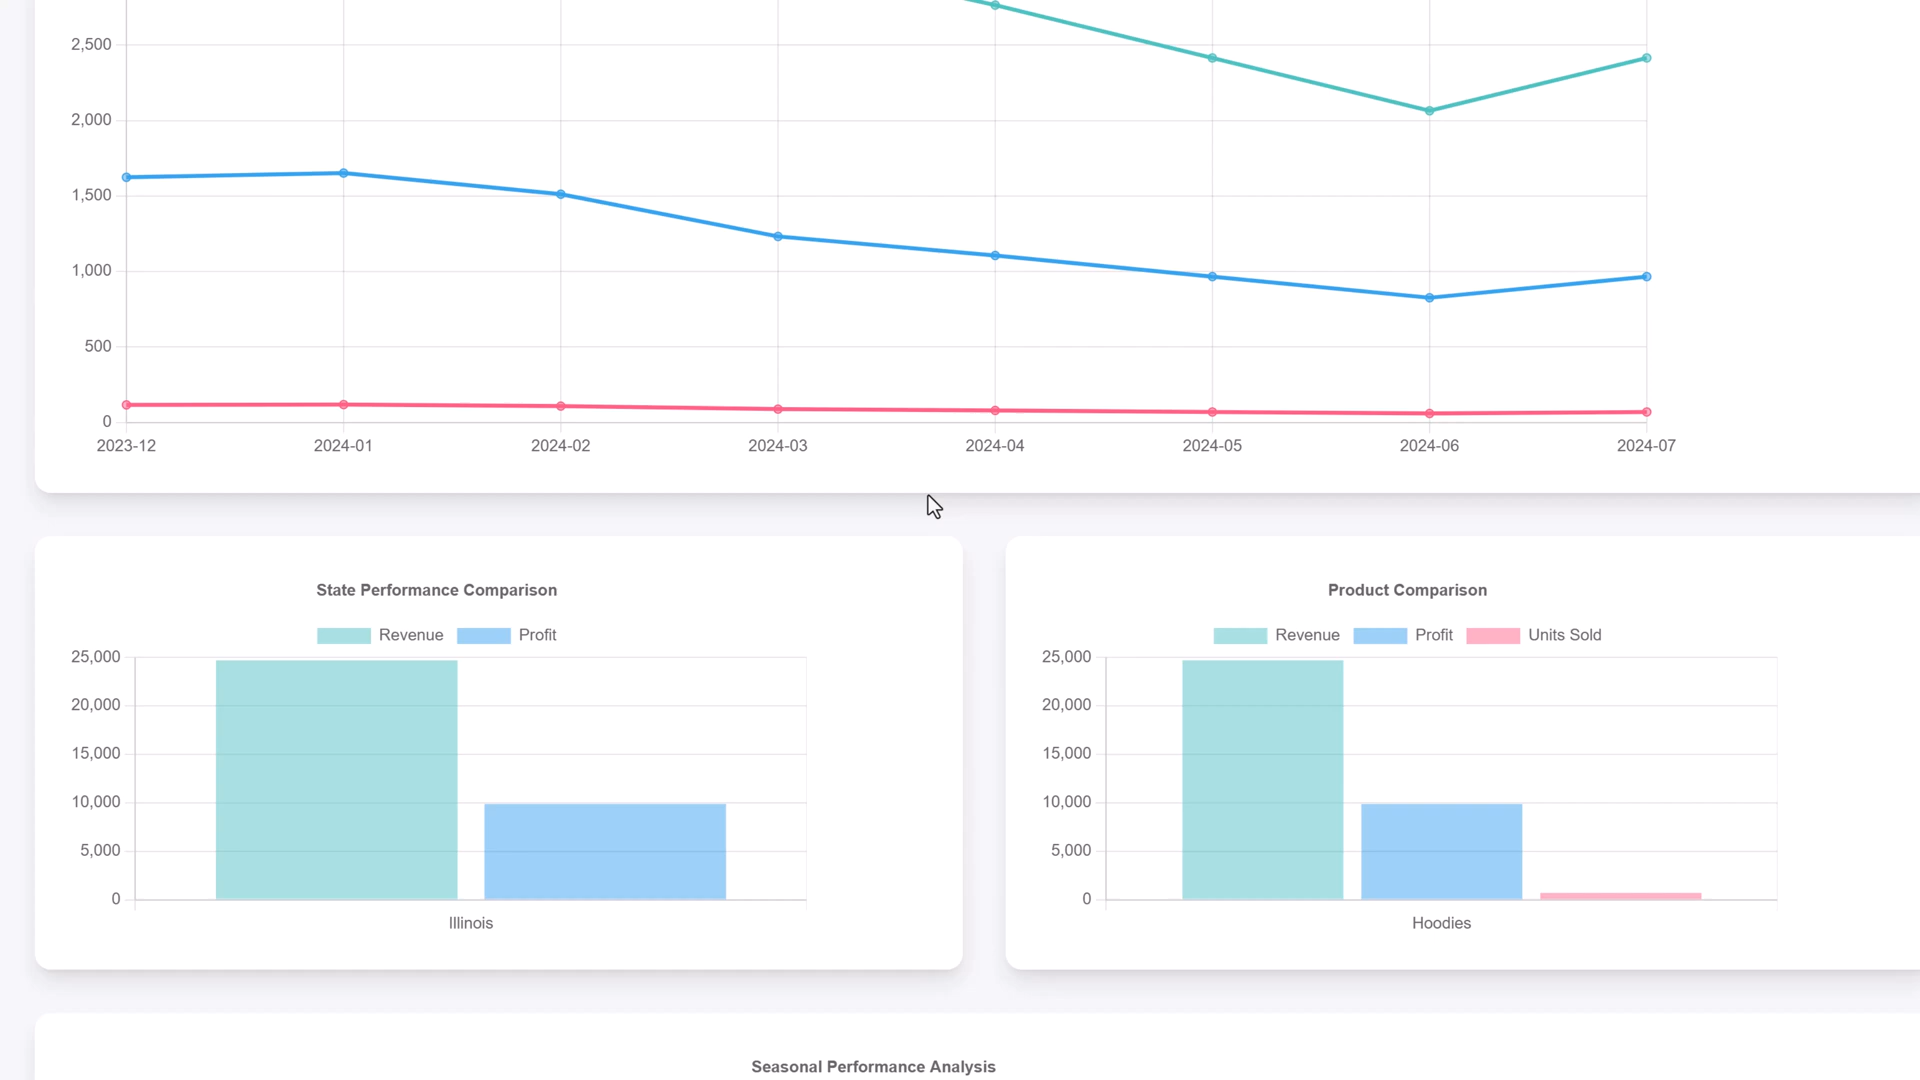 2,500
2,000
1,500
1,000
500
0
2023-12 2024-01 2024-02 2024-03 2024-04 2024-05 2024-06 2024-07
State Performance Comparison
Revenue Profit
25,000
20,000
15,000
10,000
5,000
0
Illinois
Product Comparison
Revenue Profit Units Sold
25,000
20,000
15,000
10,000
5,000
0
Hoodies
Seasonal Performance Analysis